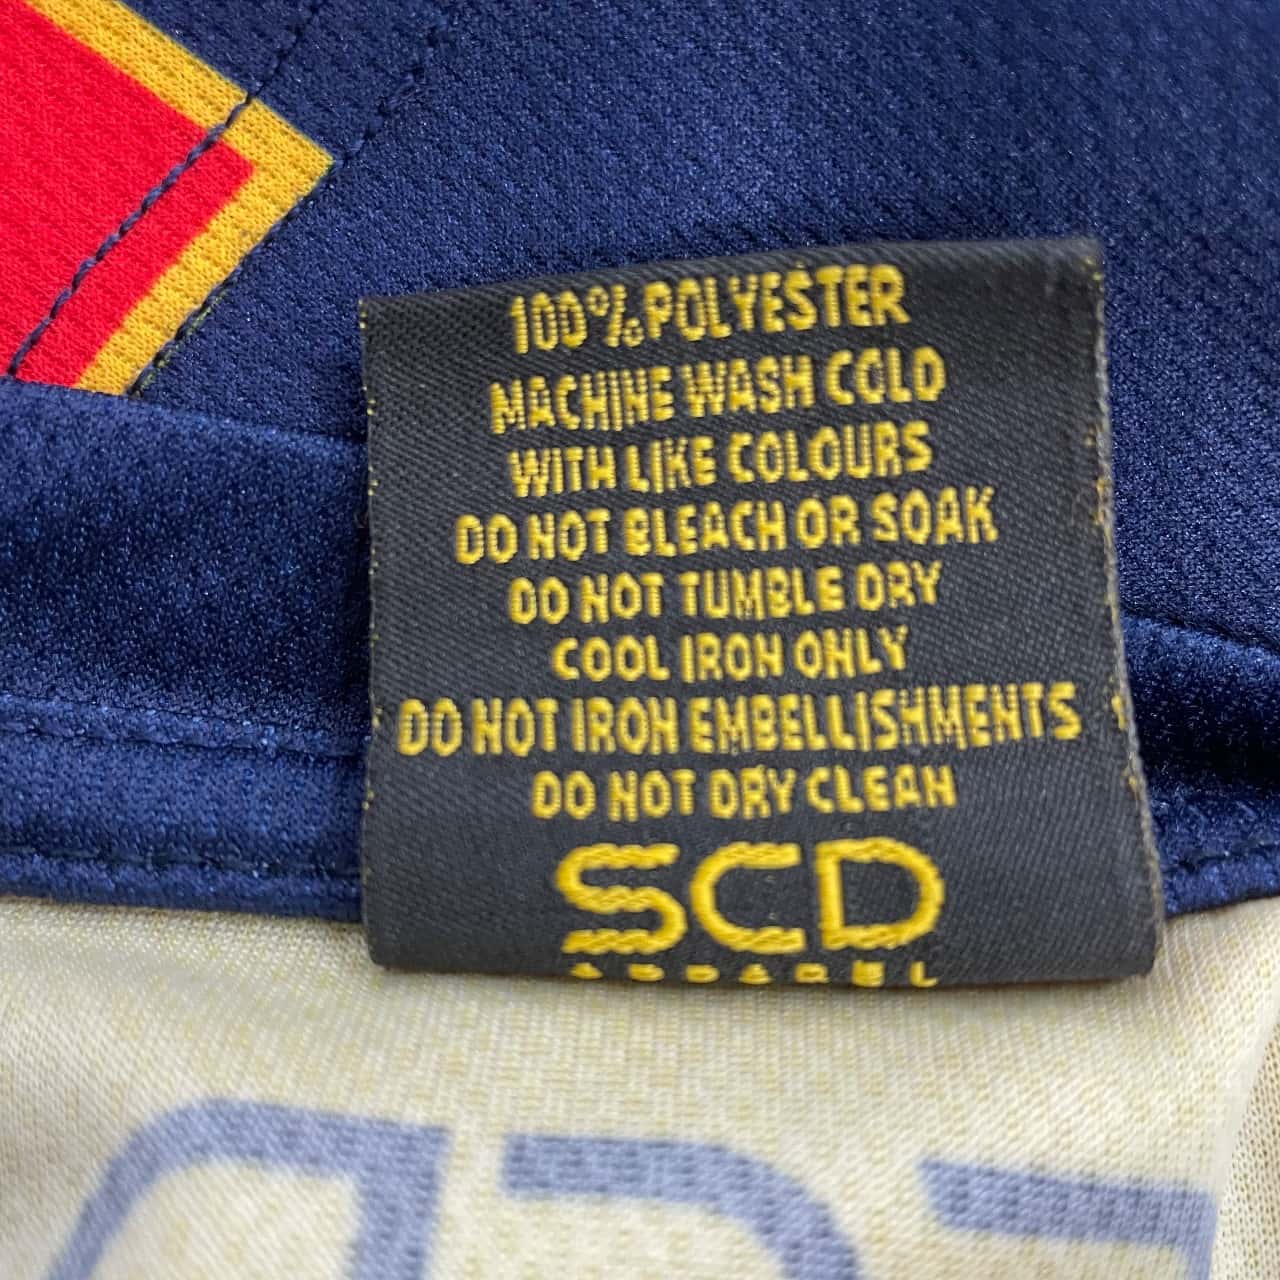 100% POLYESTER
MACHINE WASH COLD
WITH LIKE COLOURS
DO NOT BLEACH OR SOAK
DO NOT TUMBLE DRY
COOL IRON ONLY
DO NOT IRON EMBELLISHMENTS
DO NOT DRY CLEAN
SCD
APPAREL